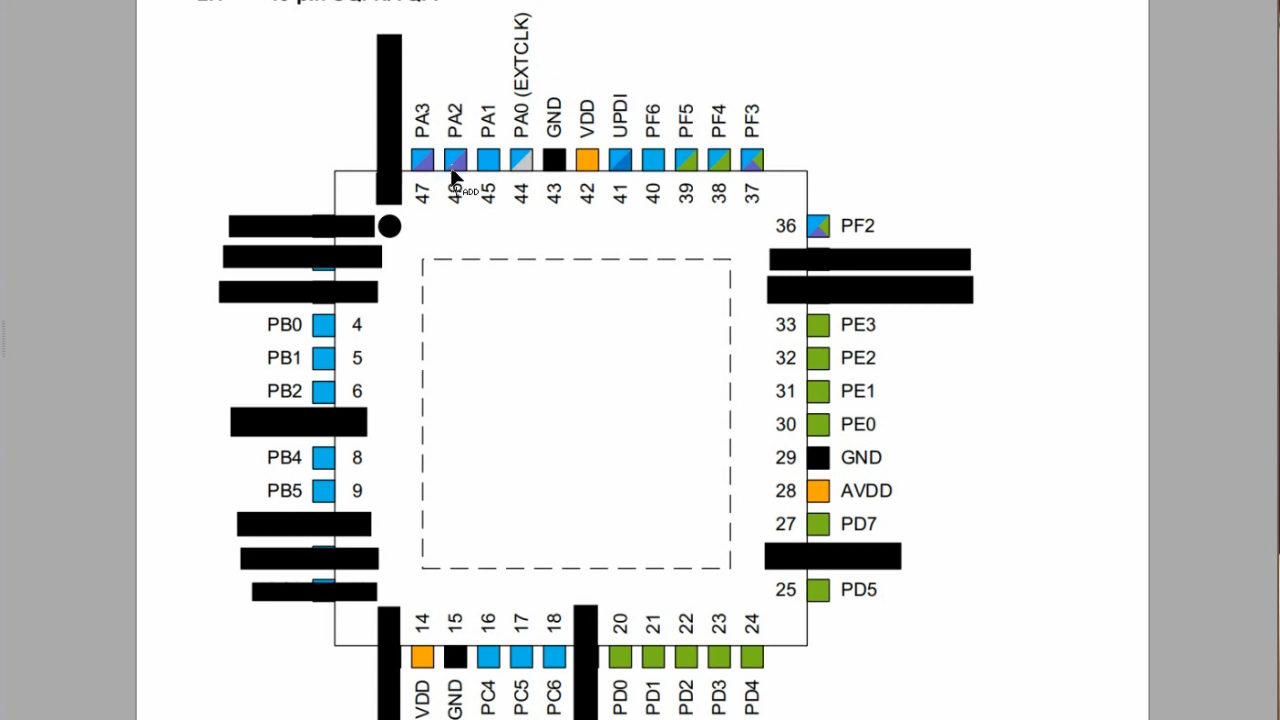 PA3
PA2
PA1
PA0 (EXTCLK)
GND
VDD
UPDI
PF6
PF5
PF4
PF3
47
45
44
43
42
41
40
39
38
37
ADD
36 PF2
PB0 4
33 PE3
PB1 5
32 PE2
PB2 6
31 PE1
30 PE0
PB4 8
29 GND
PB5 9
28 AVDD
27 PD7
25 PD5
14
15
16
17
18
20
21
22
23
24
VDD
GND
PC4
PC5
PC6
PD0
PD1
PD2
PD3
PD4